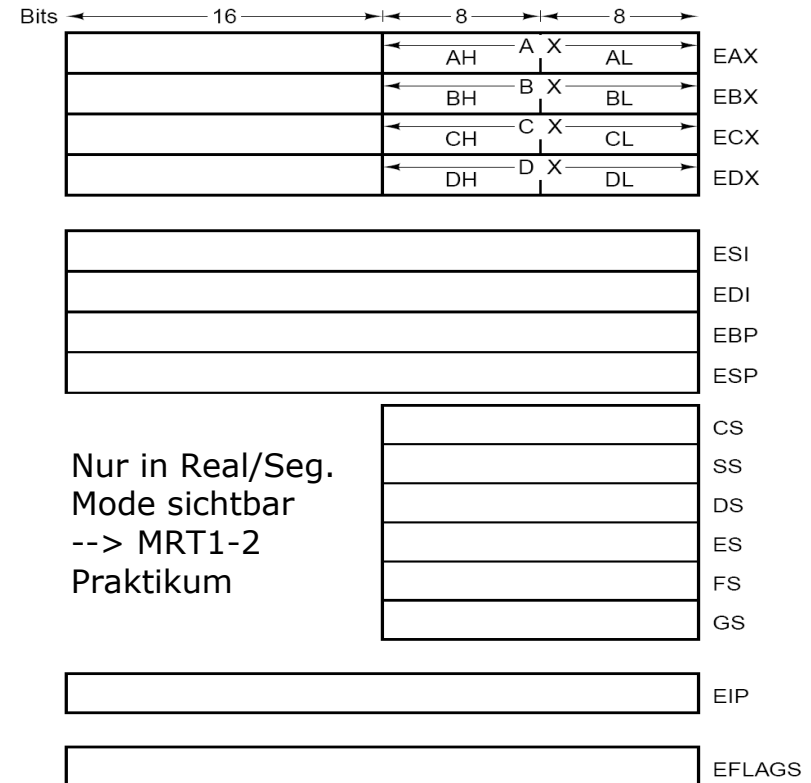 Bits 16 8 8
A X
AH AL EAX
B X
BH BL EBX
C X
CH CL ECX
D X
DH DL EDX
ESI
EDI
EBP
ESP
CS
Nur in Real/Seg. SS
Mode sichtbar DS
--> MRT1-2 ES
Praktikum FS
GS
EIP
EFLAGS